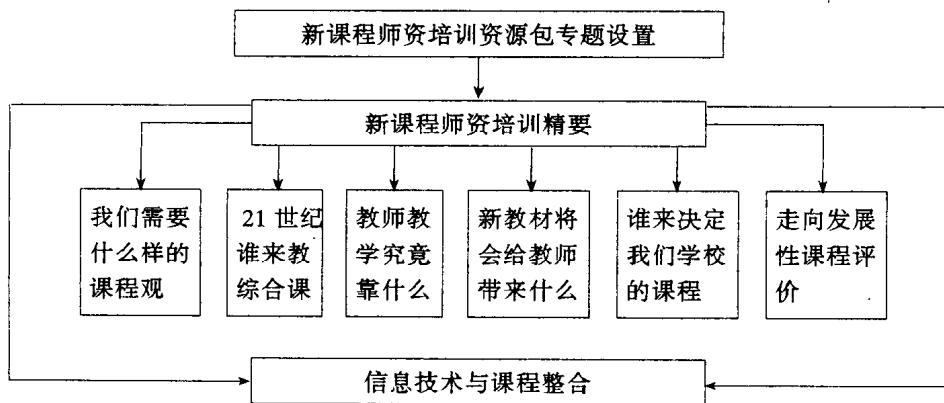 新课程师资培训资源包专题设置
新课程师资培训精要
我们需要
什么样的
课程观
21世纪
谁来教
综合课
教师教
学究竟
靠什么
新教材将
会给教师
带来什么
谁来决定
我们学校
的课程
走向发展
性课程评
价
信息技术与课程整合